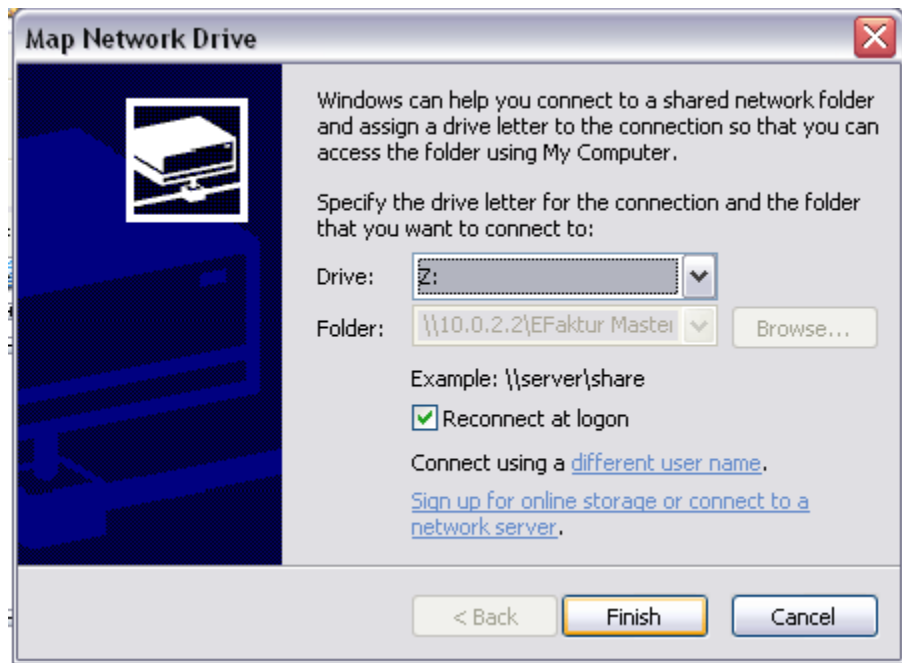 Map Network Drive
Windows can help you connect to a shared network folder
and assign a drive letter to the connection so that you can
access the folder using My Computer.
Specify the drive letter for the connection and the folder
that you want to connect to:
Drive: Z:
Folder: \\10.0.2.2\EFaktur Master Browse...
Example: \\server\share
Reconnect at logon
Connect using a different user name.
Sign up for online storage or connect to a
network server.
< Back Finish Cancel